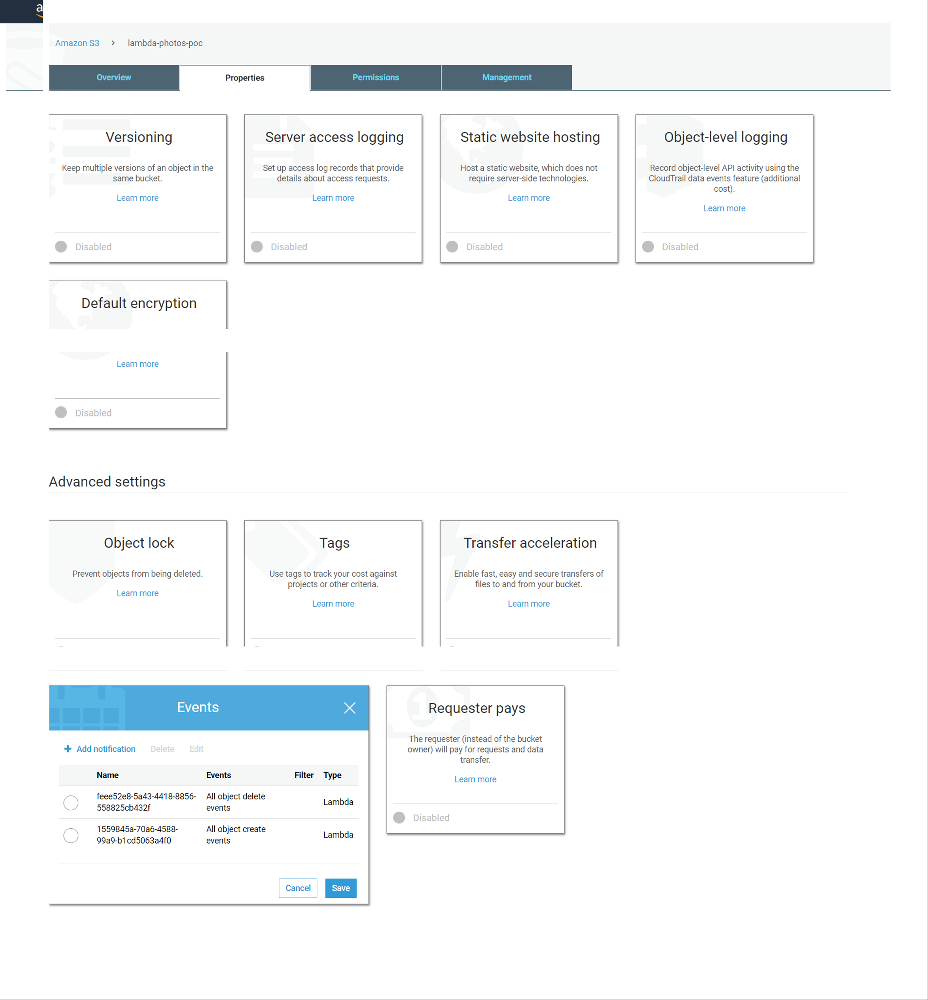 a
Amazon S3 > lambda-photos-poc
Overview
Properties
Permissions
Management
Versioning
Keep multiple versions of an object in the
same bucket.
Learn more
Disabled
Server access logging
Set up access log records that provide
details about access requests.
Learn more
Disabled
Static website hosting
Host a static website, which does not
require server-side technologies.
Learn more
Disabled
Object-level logging
Record object-level API activity using the
CloudTrail data events feature (additional
cost).
Learn more
Disabled
Default encryption
Learn more
Disabled
Advanced settings
Object lock
Prevent objects from being deleted.
Learn more
Tags
Use tags to track your cost against
projects or other criteria.
Learn more
Transfer acceleration
Enable fast, easy and secure transfers of
files to and from your bucket.
Learn more
Events
+ Add notification Delete Edit
Name Events Filter Type
feee52e8-5a43-4418-8856- All object delete
558825cb432f events Lambda
1559845a-70a6-4588- All object create
99a9-b1cd5063a4f0 events Lambda
Cancel Save
1
Requester pays
The requester (instead of the bucket
owner) will pay for requests and data
transfer.
Learn more
Disabled